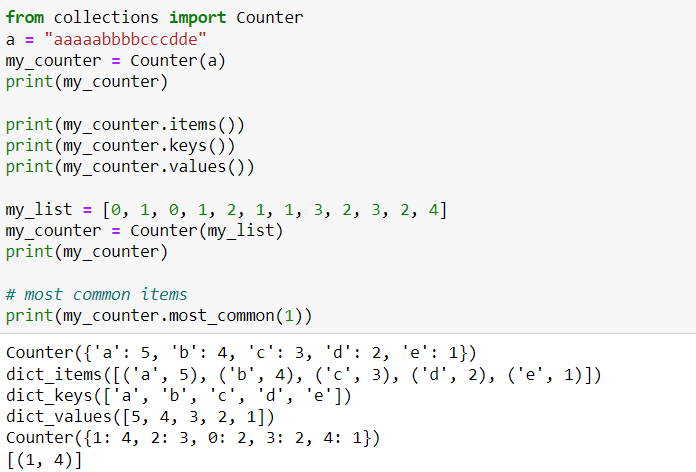 from collections import Counter
a = "aaaaabbbbcccdde"
my_counter = Counter(a)
print(my_counter)
print(my_counter.items())
print(my_counter.keys())
print(my_counter.values())
my_list = [0, 1, 0, 1, 2, 1, 1, 3, 2, 3, 2, 4]
my_counter = Counter(my_list)
print(my_counter)
# most common items
print(my_counter.most_common(1))
Counter({'a': 5, 'b': 4, 'c': 3, 'd': 2, 'e': 1})
dict_items([('a', 5), ('b', 4), ('c', 3), ('d', 2), ('e', 1)])
dict_keys(['a', 'b', 'c', 'd', 'e'])
dict_values([5, 4, 3, 2, 1])
Counter({1: 4, 2: 3, 0: 2, 3: 2, 4: 1})
[(1, 4)]